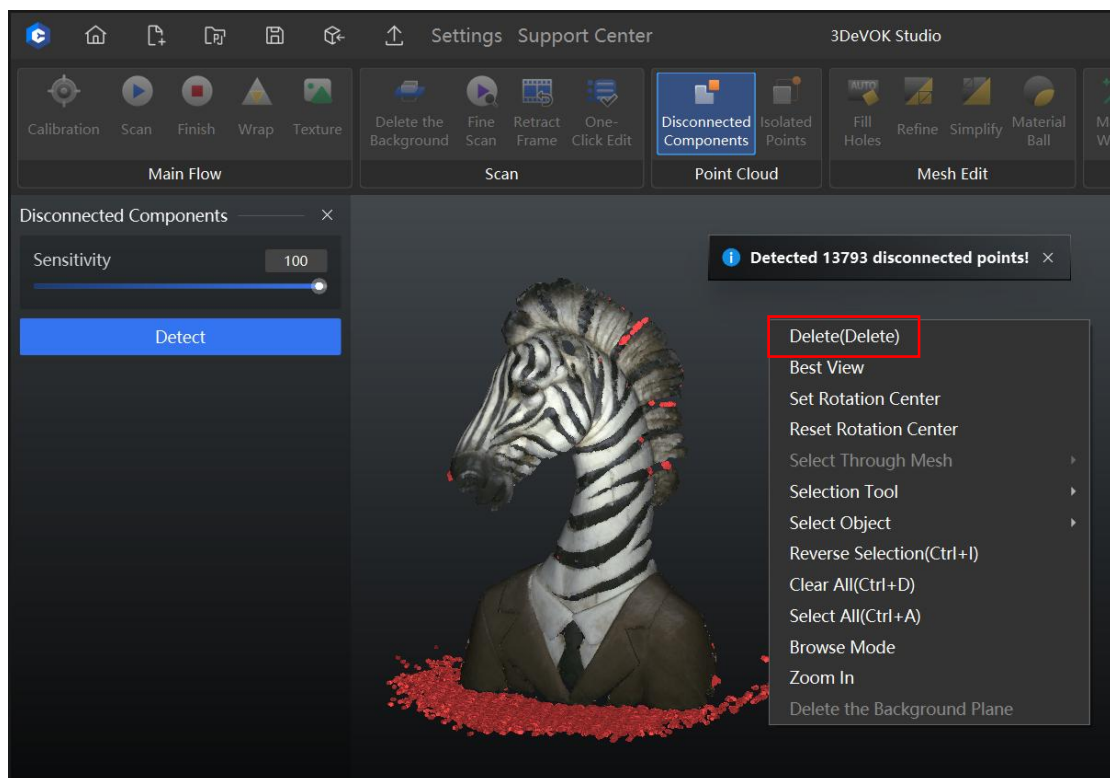 Settings Support Center
3DeVOK Studio
Calibration
Scan
Finish
Wrap
Texture
Main Flow
Delete the
Background
Fine
Scan
Retract
Frame
One-
Click Edit
Scan
Disconnected
Components
Isolated
Points
Point Cloud
AUTO
Fill
Holes
Refine
Simplify
Material
Ball
Mesh Edit
Disconnected Components
Sensitivity
100
Detect
Detected 13793 disconnected points!
Delete(Delete)
Best View
Set Rotation Center
Reset Rotation Center
Select Through Mesh
Selection Tool
Select Object
Reverse Selection(Ctrl+I)
Clear All(Ctrl+D)
Select All(Ctrl+A)
Browse Mode
Zoom In
Delete the Background Plane